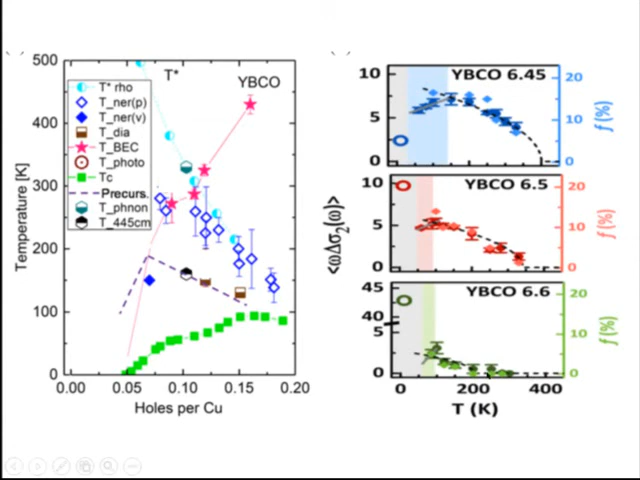 T*
YBCO
T* rho
T_ner(p)
T_ner(v)
T_dia
T_BEC
T_photo
Tc
Precurs.
T_phnon
T_445cm
Temperature [K]
500
400
300
200
100
0
0.00
0.05
0.10
0.15
0.20
Holes per Cu
YBCO 6.45
10
5
0
20
10
0
f (%)
YBCO 6.5
10
5
0
20
10
0
f (%)
YBCO 6.6
45
40
5
0
20
10
0
f (%)
<ωΔσ2(ω)>
0
200
400
T (K)